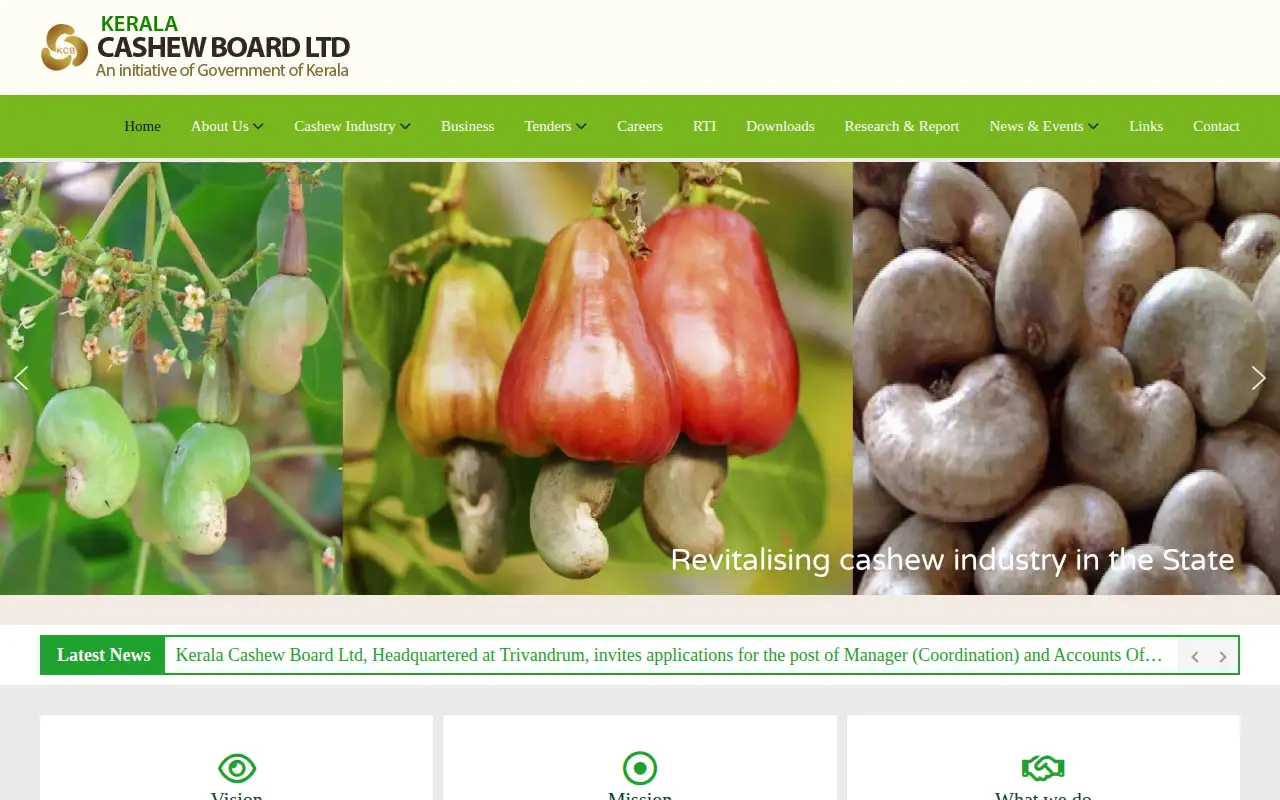 KERALA
CASHEW BOARD LTD
KCB
An initiative of Government of Kerala
Home About Us Cashew Industry Business Tenders Careers RTI Downloads Research & Report News & Events Links Contact
Revitalising cashew industry in the State
Latest News Kerala Cashew Board Ltd, Headquartered at Trivandrum, invites applications for the post of Manager (Coordination) and Accounts Of…
Vision Mission What we do